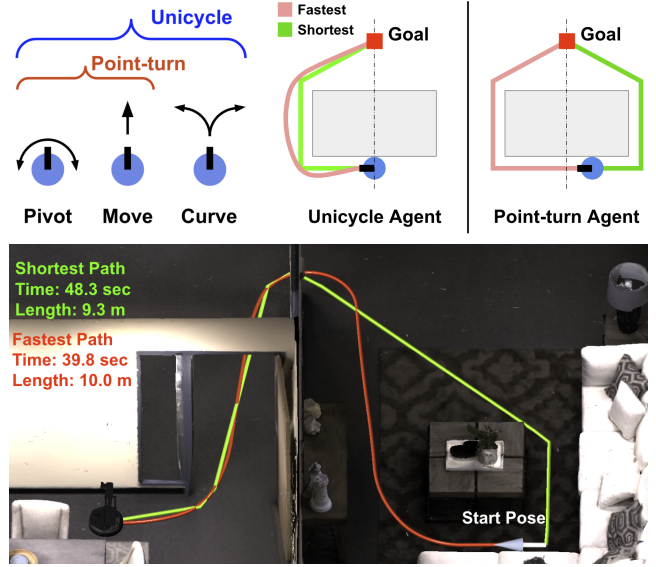 Unicycle
Point-turn
Pivot
Move
Curve
Fastest
Shortest
Goal
Unicycle Agent
Goal
Point-turn Agent
Shortest Path
Time: 48.3 sec
Length: 9.3 m
Fastest Path
Time: 39.8 sec
Length: 10.0 m
Start Pose